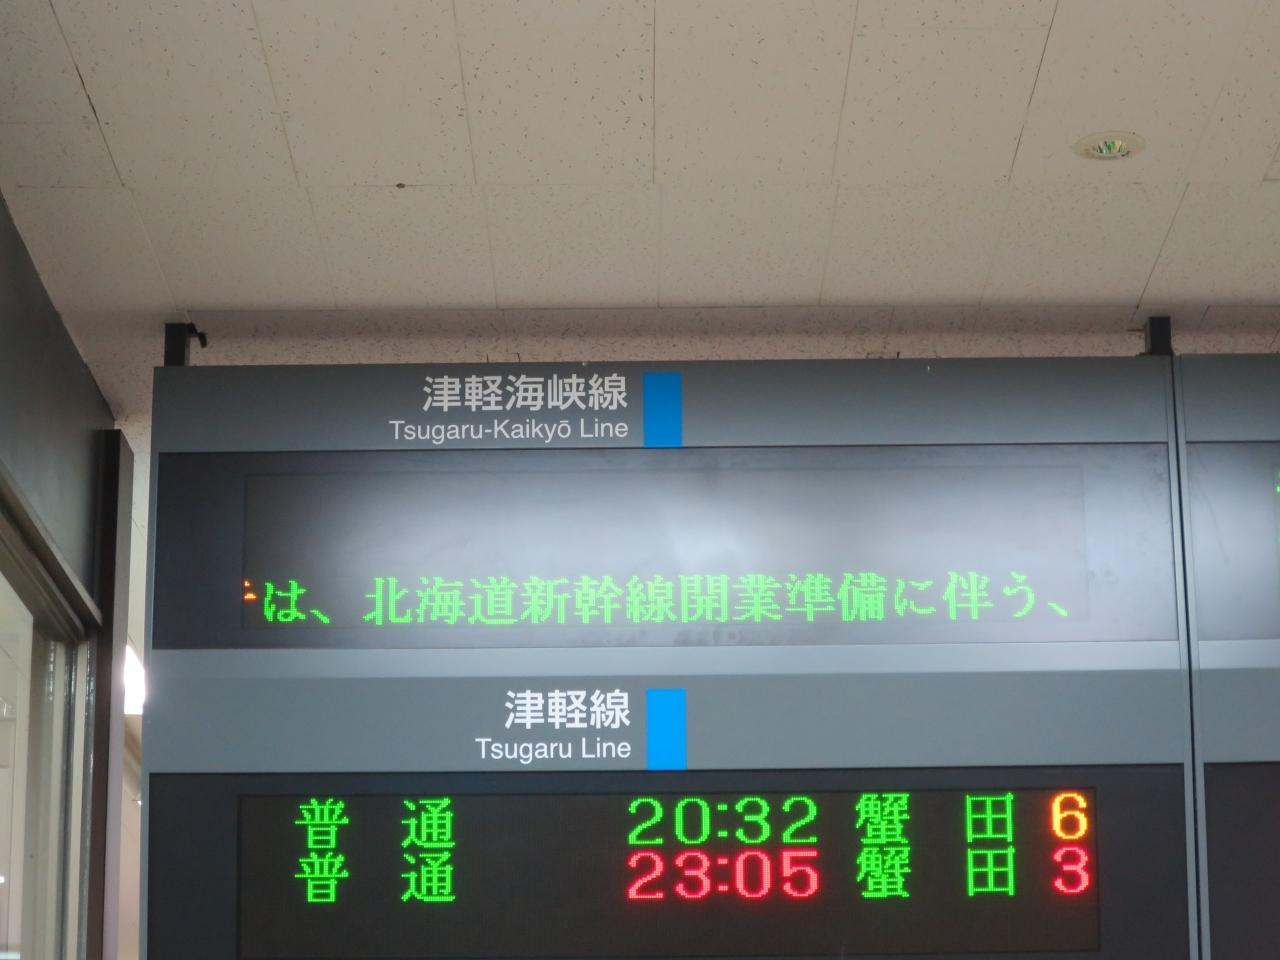 津軽海峡線
Tsugaru-Kaikyō Line
は、北海道新幹線開業準備に伴う、
津軽線
Tsugaru Line
普通 20:32 蟹田 6
普通 23:05 蟹田 3